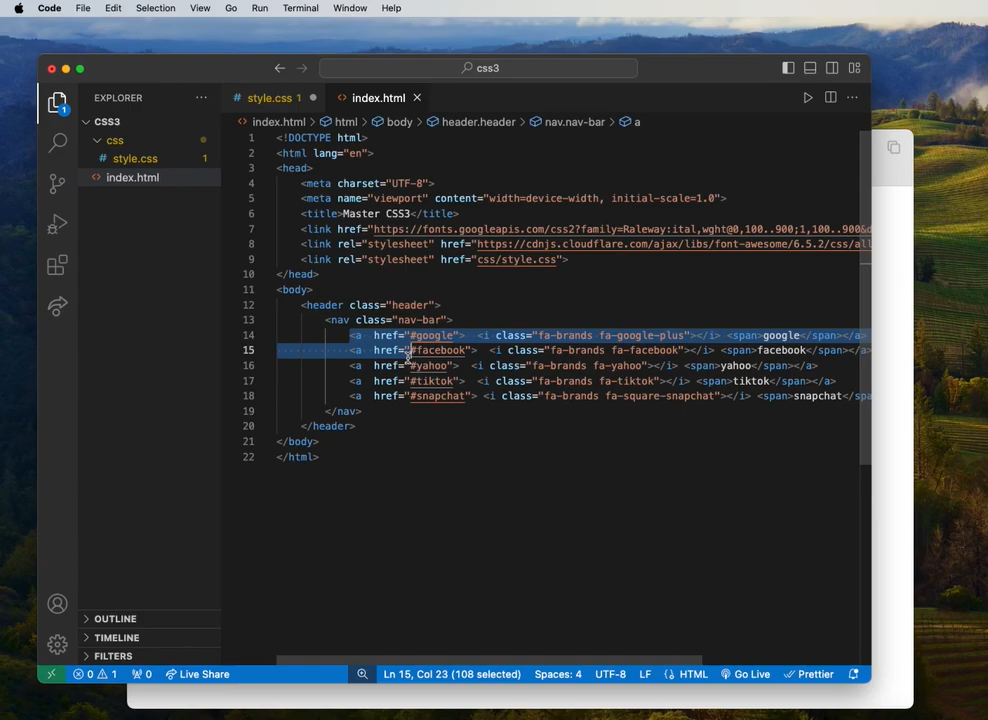 Code File Edit Selection View Go Run Terminal Window Help
css3
EXPLORER ... # style.css 1 <> index.html
CSS3 <> index.html > html > body > header.header > nav.nav-bar > a
css
# style.css 1
<> index.html
1 <!DOCTYPE html>
2 <html lang="en">
3 <head>
4 <meta charset="UTF-8">
5 <meta name="viewport" content="width=device-width, initial-scale=1.0">
6 <title>Master CSS3</title>
7 <link href="https://fonts.googleapis.com/css2?family=Raleway:ital,wght@0,100..900;1,100..900&d
8 <link rel="stylesheet" href="https://cdnjs.cloudflare.com/ajax/libs/font-awesome/6.5.2/css/all
9 <link rel="stylesheet" href="css/style.css">
10 </head>
11 <body>
12 <header class="header">
13 <nav class="nav-bar">
14 <a href="#google"> <i class="fa-brands fa-google-plus"></i> <span>google</span></a>
15 <a href="#facebook"> <i class="fa-brands fa-facebook"></i> <span>facebook</span></a>
16 <a href="#yahoo"> <i class="fa-brands fa-yahoo"></i> <span>yahoo</span></a>
17 <a href="#tiktok"> <i class="fa-brands fa-tiktok"></i> <span>tiktok</span></a>
18 <a href="#snapchat"> <i class="fa-brands fa-square-snapchat"></i> <span>snapchat</spa
19 </nav>
20 </header>
21 </body>
22 </html>
1
OUTLINE
TIMELINE
FILTERS
0 1 0 Live Share Ln 15, Col 23 (108 selected) Spaces: 4 UTF-8 LF HTML Go Live Prettier